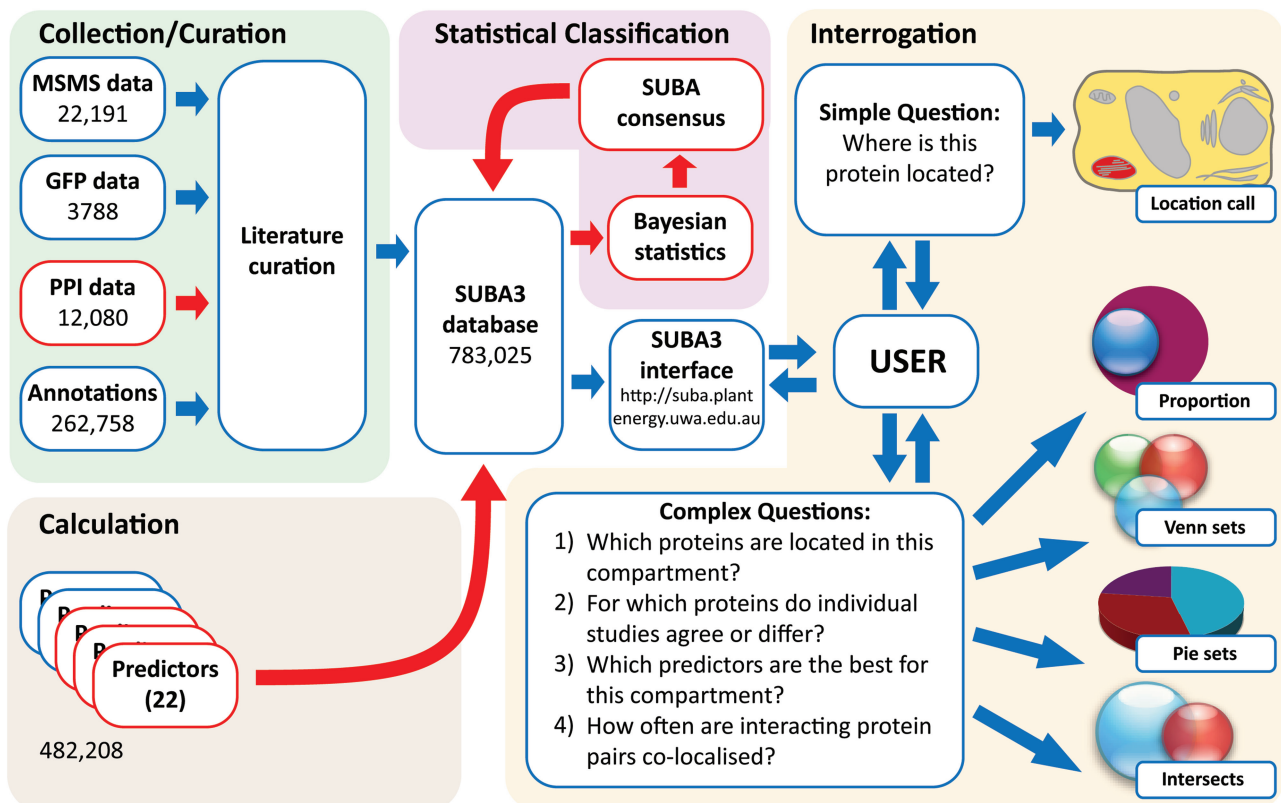 Collection/Curation
MSMS data
22,191
GFP data
3788
PPI data
12,080
Annotations
262,758
Literature
curation
Statistical Classification
SUBA
consensus
Bayesian
statistics
SUBA3
database
783,025
SUBA3
interface
http://suba.plant
energy.uwa.edu.au
Interrogation
Simple Question:
Where is this
protein located?
Location call
USER
Proportion
Venn sets
Pie sets
Intersects
Complex Questions:
1) Which proteins are located in this
compartment?
2) For which proteins do individual
studies agree or differ?
3) Which predictors are the best for
this compartment?
4) How often are interacting protein
pairs co-localised?
Calculation
Predictors
(22)
482,208